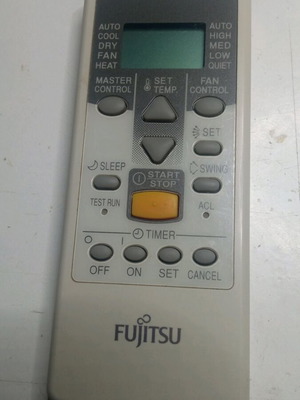 AUTO
COOL
DRY
FAN
HEAT
AUTO
HIGH
MED
LOW
QUIET
MASTER
CONTROL
SET
TEMP.
FAN
CONTROL
SET
SLEEP
START
STOP
SWING
TEST RUN
ACL
TIMER
OFF
ON
SET
CANCEL
FUJITSU